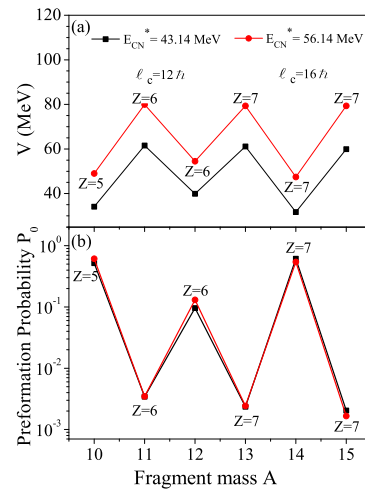 (a)
E_CN^* = 43.14 MeV
E_CN^* = 56.14 MeV
ℓ_c=12 ℏ
ℓ_c=16 ℏ
V (MeV)
100
80
60
40
Z=5
Z=6
Z=6
Z=7
Z=7
Z=7
(b)
Preformation Probability P_0
10^0
10^-1
10^-2
10^-3
Z=5
Z=6
Z=6
Z=7
Z=7
Z=7
10 11 12 13 14 15
Fragment mass A